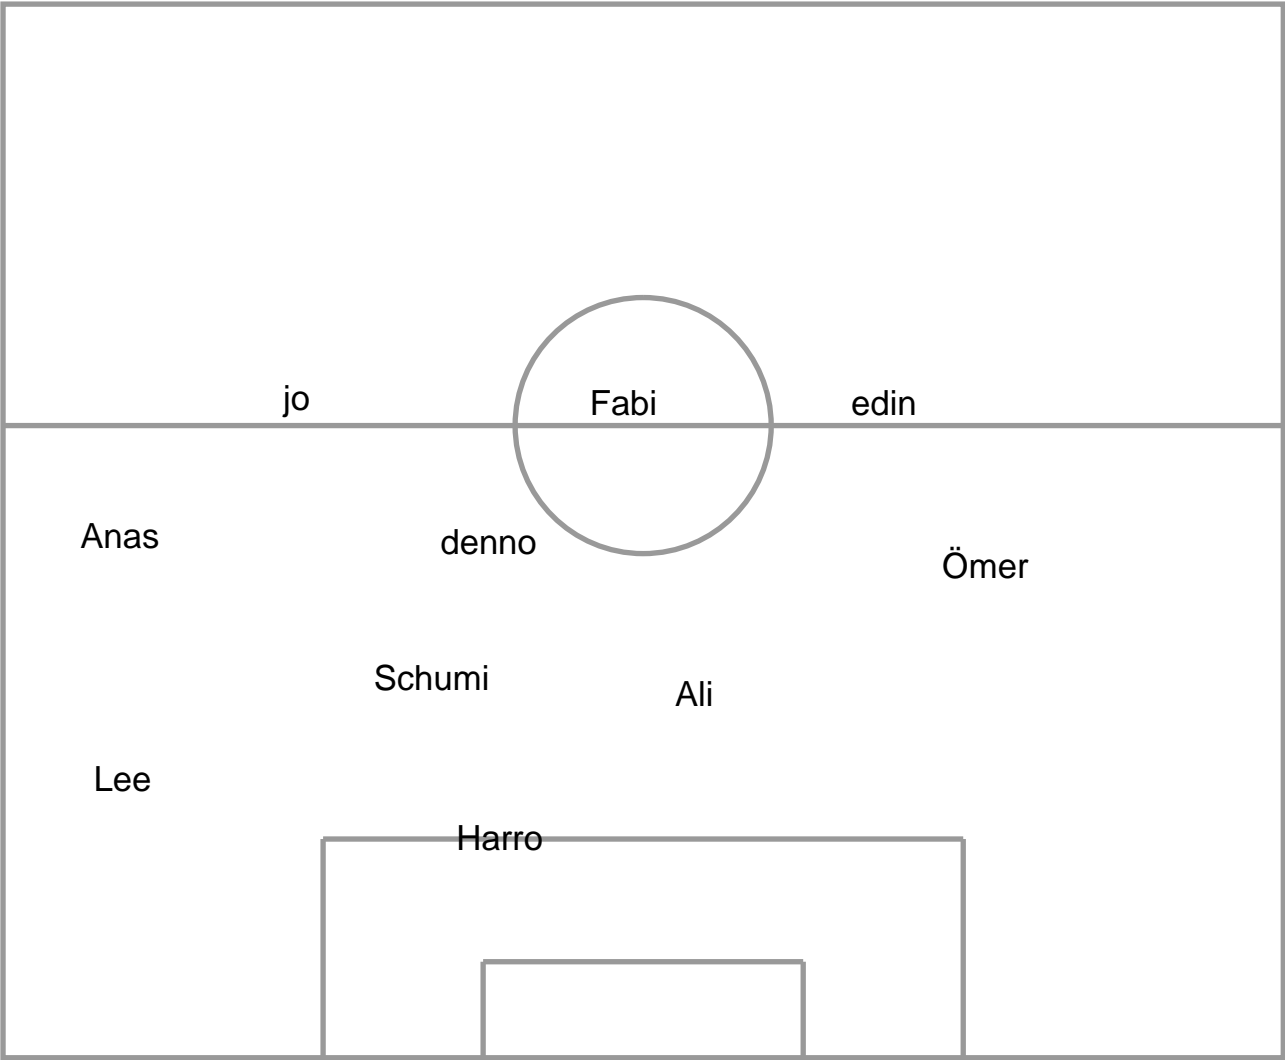 jo
Fabi
edin
Anas
denno
Ömer
Schumi
Ali
Lee
Harro